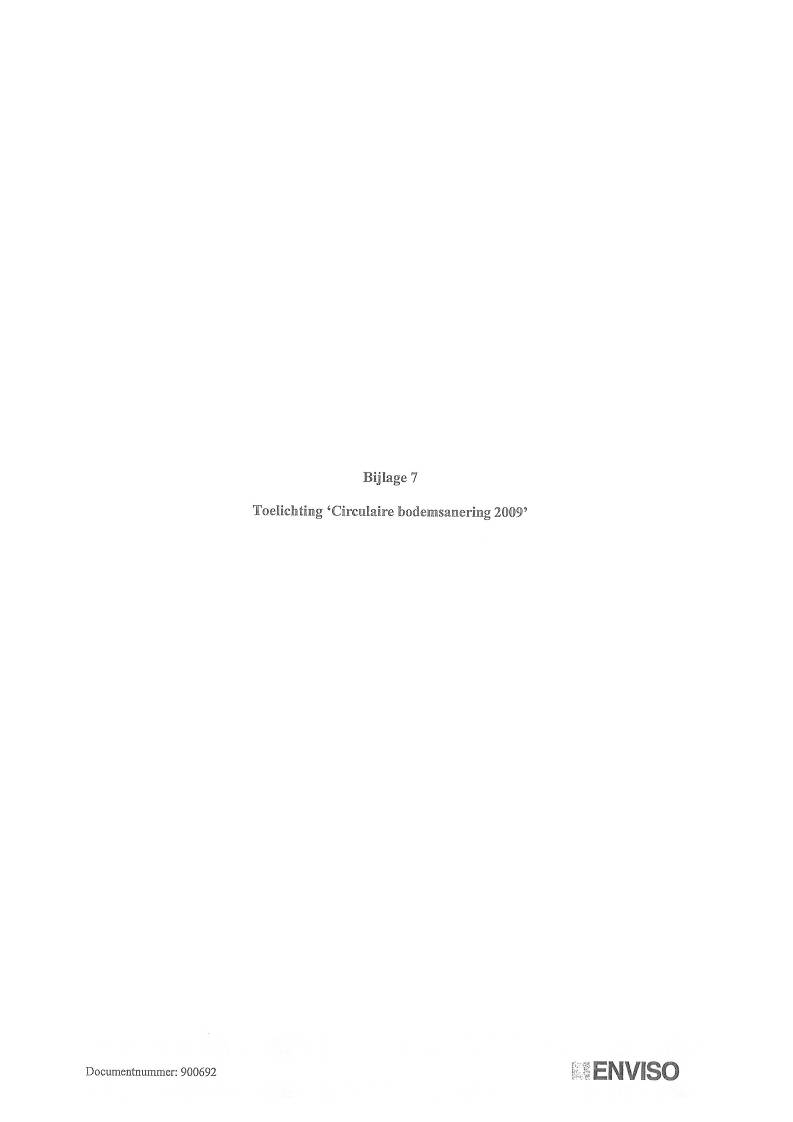 Bijlage 7
Toelichting ‘Circulaire bodemsanering 2009’
Documentnummer: 900692
ENVISO